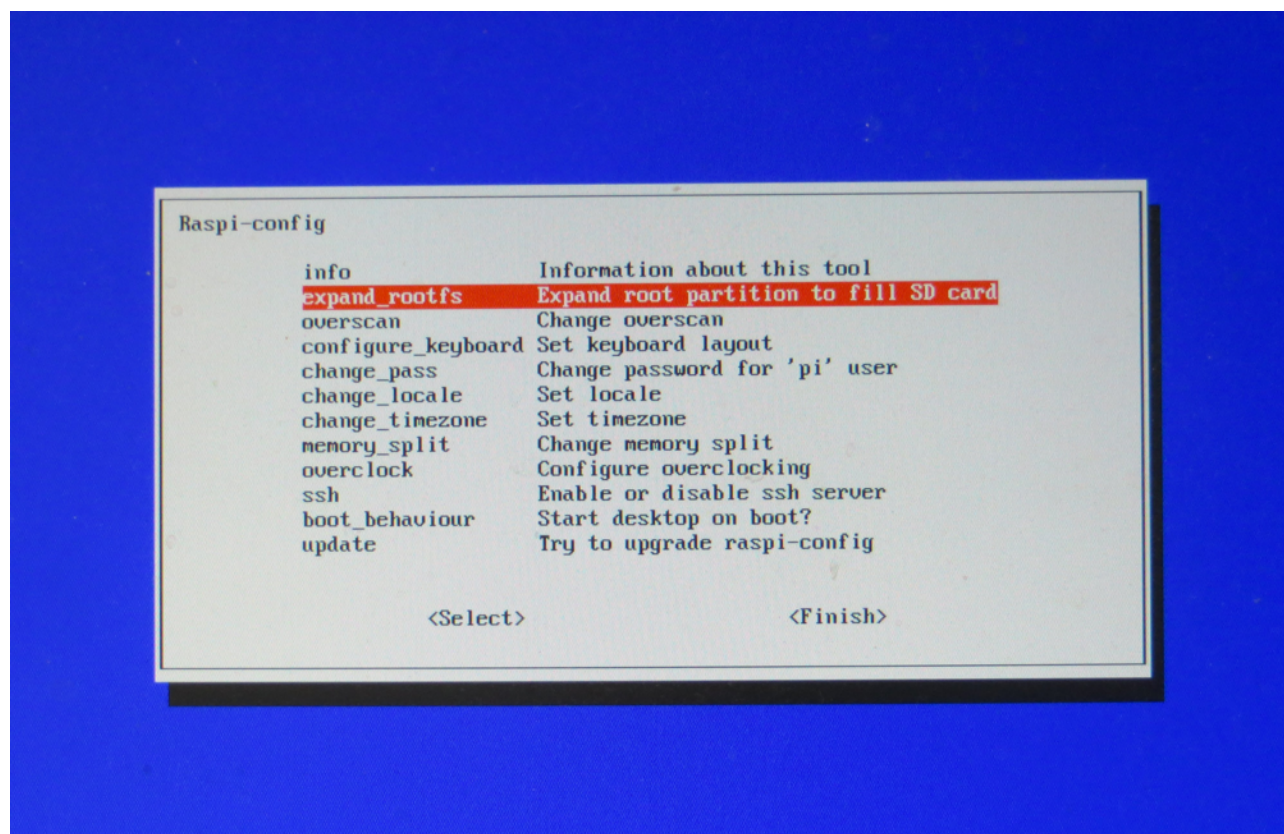 Raspi-config
info Information about this tool
expand_rootfs Expand root partition to fill SD card
overscan Change overscan
configure_keyboard Set keyboard layout
change_pass Change password for 'pi' user
change_locale Set locale
change_timezone Set timezone
memory_split Change memory split
overclock Configure overclocking
ssh Enable or disable ssh server
boot_behaviour Start desktop on boot?
update Try to upgrade raspi-config
<Select> <Finish>